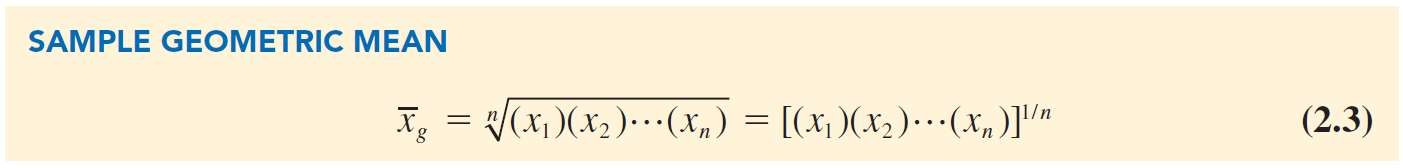 SAMPLE GEOMETRIC MEAN
x̄g = ⁿ√(x₁)(x₂)⋯(xₙ) = [(x₁)(x₂)⋯(xₙ)]¹/ⁿ (2.3)